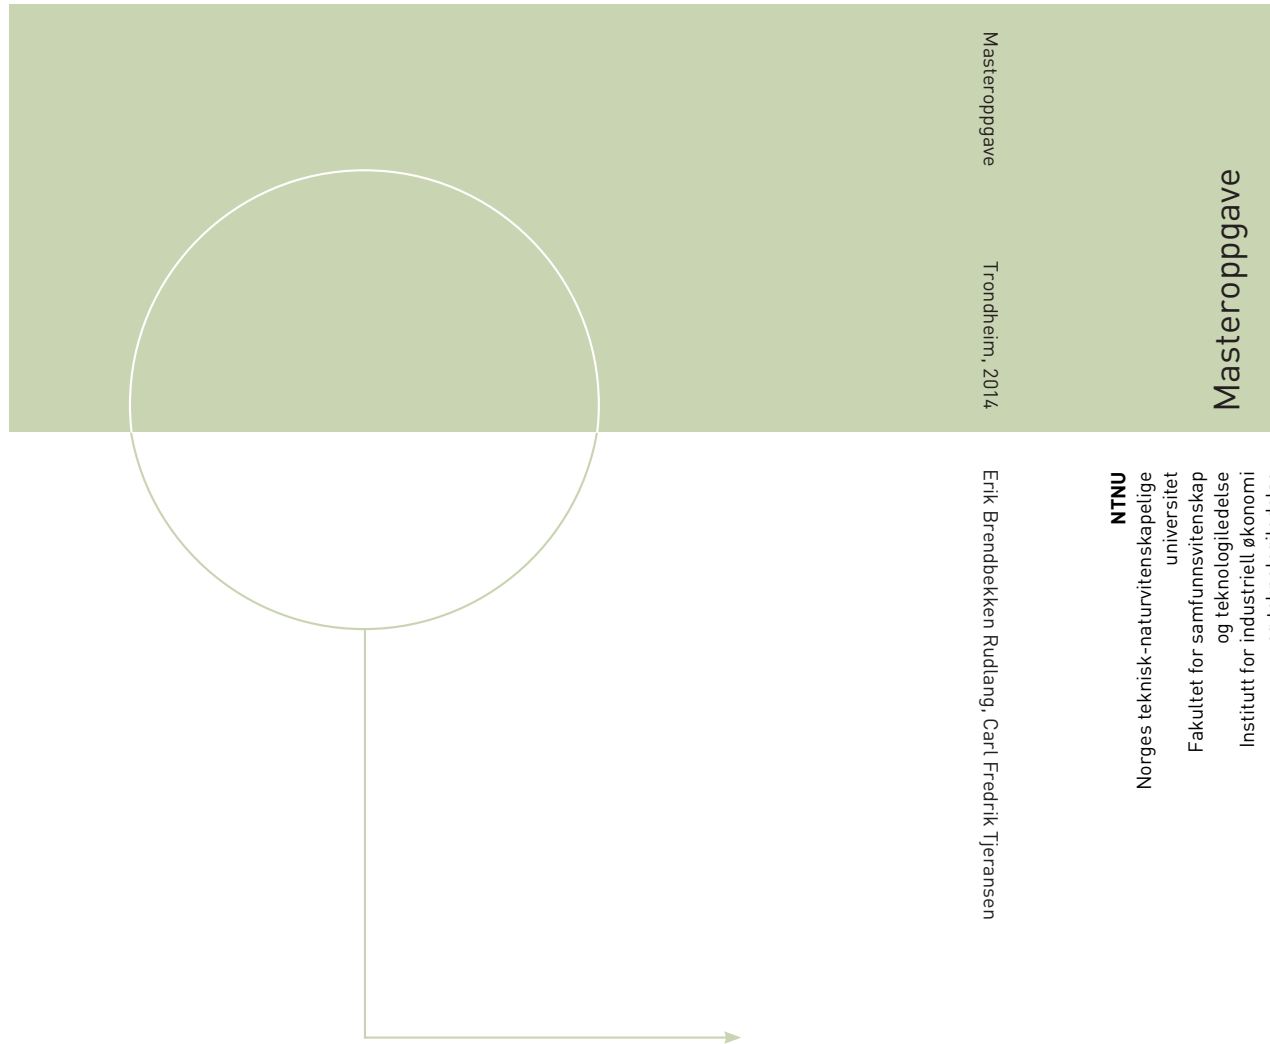 Masteroppgave
Trondheim, 2014
Erik Brendbekken Rudlang, Carl Fredrik Tjeransen
Masteroppgave
NTNU
Norges teknisk-naturvitenskapelige
universitet
Fakultet for samfunnsvitenskap
og teknologiledelse
Institutt for industriell økonomi